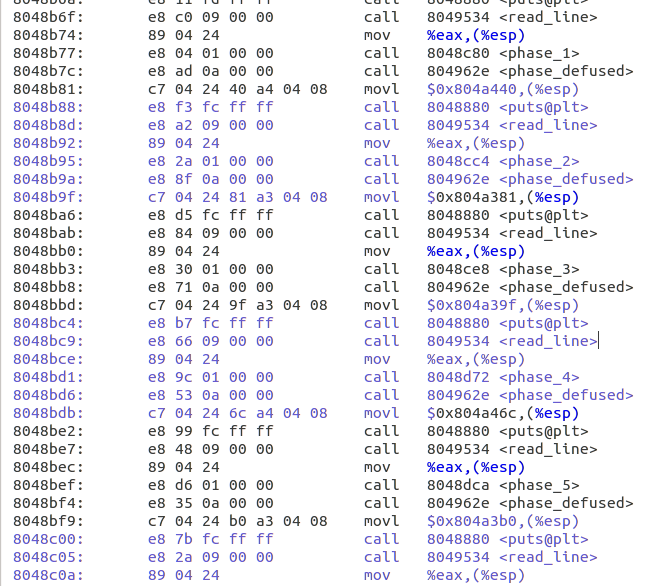 8048b6a: e8 11 fd ff ff call 8048880 <puts@plt>
8048b6f: e8 c0 09 00 00 call 8049534 <read_line>
8048b74: 89 04 24 mov %eax,(%esp)
8048b77: e8 04 01 00 00 call 8048c80 <phase_1>
8048b7c: e8 ad 0a 00 00 call 804962e <phase_defused>
8048b81: c7 04 24 40 a4 04 08 movl $0x804a440,(%esp)
8048b88: e8 f3 fc ff ff call 8048880 <puts@plt>
8048b8d: e8 a2 09 00 00 call 8049534 <read_line>
8048b92: 89 04 24 mov %eax,(%esp)
8048b95: e8 2a 01 00 00 call 8048cc4 <phase_2>
8048b9a: e8 8f 0a 00 00 call 804962e <phase_defused>
8048b9f: c7 04 24 81 a3 04 08 movl $0x804a381,(%esp)
8048ba6: e8 d5 fc ff ff call 8048880 <puts@plt>
8048bab: e8 84 09 00 00 call 8049534 <read_line>
8048bb0: 89 04 24 mov %eax,(%esp)
8048bb3: e8 30 01 00 00 call 8048ce8 <phase_3>
8048bb8: e8 71 0a 00 00 call 804962e <phase_defused>
8048bbd: c7 04 24 9f a3 04 08 movl $0x804a39f,(%esp)
8048bc4: e8 b7 fc ff ff call 8048880 <puts@plt>
8048bc9: e8 66 09 00 00 call 8049534 <read_line>
8048bce: 89 04 24 mov %eax,(%esp)
8048bd1: e8 9c 01 00 00 call 8048d72 <phase_4>
8048bd6: e8 53 0a 00 00 call 804962e <phase_defused>
8048bdb: c7 04 24 6c a4 04 08 movl $0x804a46c,(%esp)
8048be2: e8 99 fc ff ff call 8048880 <puts@plt>
8048be7: e8 48 09 00 00 call 8049534 <read_line>
8048bec: 89 04 24 mov %eax,(%esp)
8048bef: e8 d6 01 00 00 call 8048dca <phase_5>
8048bf4: e8 35 0a 00 00 call 804962e <phase_defused>
8048bf9: c7 04 24 b0 a3 04 08 movl $0x804a3b0,(%esp)
8048c00: e8 7b fc ff ff call 8048880 <puts@plt>
8048c05: e8 2a 09 00 00 call 8049534 <read_line>
8048c0a: 89 04 24 mov %eax,(%esp)